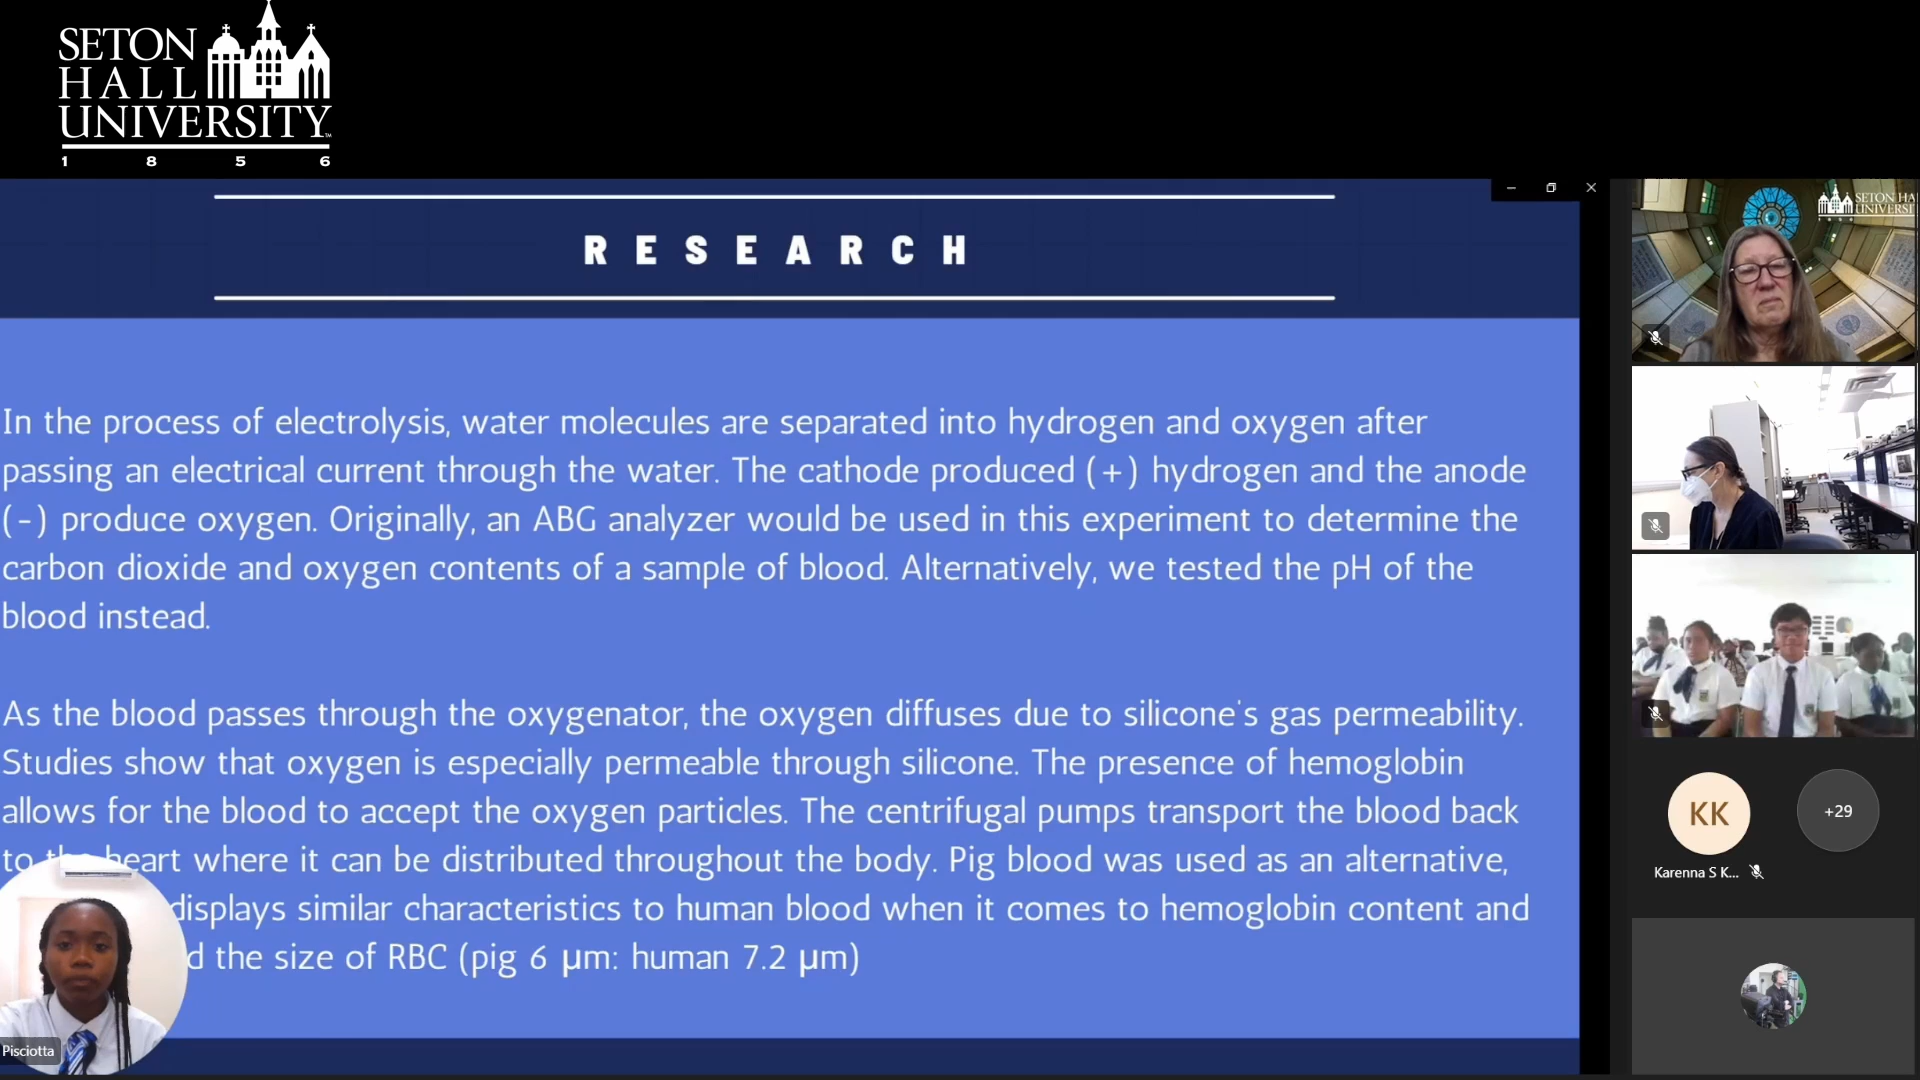 SETON
HALL
UNIVERSITY
1 8 5 6
RESEARCH
In the process of electrolysis, water molecules are separated into hydrogen and oxygen after
passing an electrical current through the water. The cathode produced (+) hydrogen and the anode
(-) produce oxygen. Originally, an ABG analyzer would be used in this experiment to determine the
carbon dioxide and oxygen contents of a sample of blood. Alternatively, we tested the pH of the
blood instead.
As the blood passes through the oxygenator, the oxygen diffuses due to silicone's gas permeability.
Studies show that oxygen is especially permeable through silicone. The presence of hemoglobin
allows for the blood to accept the oxygen particles. The centrifugal pumps transport the blood back
to the heart where it can be distributed throughout the body. Pig blood was used as an alternative,
displays similar characteristics to human blood when it comes to hemoglobin content and
the size of RBC (pig 6 μm: human 7.2 μm)
Pisciotta
SETON HA
UNIVERSI
KK
+29
Karenna S K...